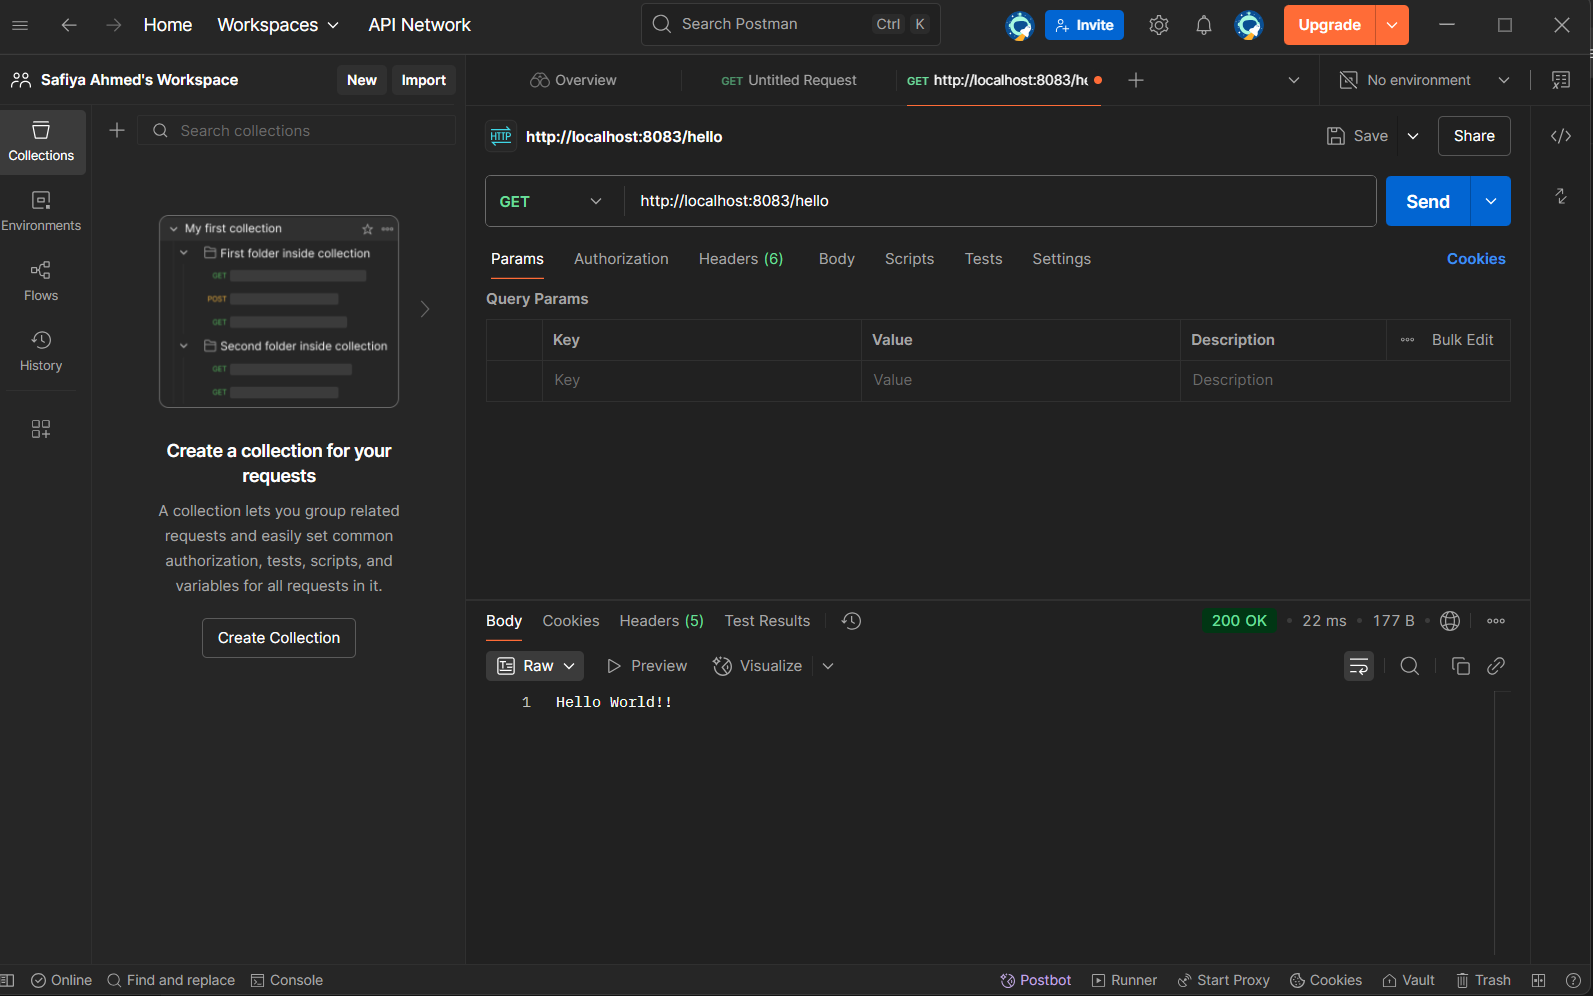 Home Workspaces API Network Search Postman Ctrl K Invite Upgrade
Safiya Ahmed's Workspace New Import Overview GET Untitled Request GET http://localhost:8083/he No environment
Search collections
HTTP http://localhost:8083/hello Save Share
Collections
Environments
Flows
History
My first collection
First folder inside collection
GET
POST
GET
Second folder inside collection
GET
GET
Create a collection for your
requests
A collection lets you group related
requests and easily set common
authorization, tests, scripts, and
variables for all requests in it.
Create Collection
GET http://localhost:8083/hello Send
Params Authorization Headers (6) Body Scripts Tests Settings Cookies
Query Params
Key Value Description Bulk Edit
Key Value Description
Body Cookies Headers (5) Test Results 200 OK 22 ms 177 B
Raw Preview Visualize
1 Hello World!!
Online Find and replace Console Postbot Runner Start Proxy Cookies Vault Trash